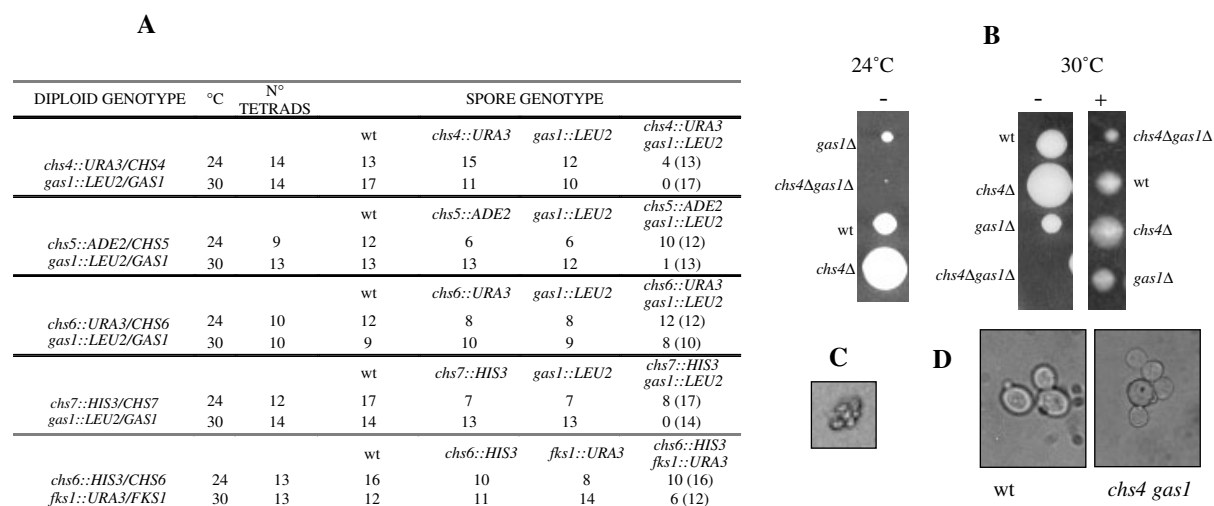 A
DIPLOID GENOTYPE °C N° TETRADS SPORE GENOTYPE
wt chs4::URA3 gas1::LEU2 chs4::URA3 gas1::LEU2
chs4::URA3/CHS4 24 14 13 15 12 4 (13)
gas1::LEU2/GAS1 30 14 17 11 10 0 (17)
wt chs5::ADE2 gas1::LEU2 chs5::ADE2 gas1::LEU2
chs5::ADE2/CHS5 24 9 12 6 6 10 (12)
gas1::LEU2/GAS1 30 13 13 13 12 1 (13)
wt chs6::URA3 gas1::LEU2 chs6::URA3 gas1::LEU2
chs6::URA3/CHS6 24 10 12 8 8 12 (12)
gas1::LEU2/GAS1 30 10 9 10 9 8 (10)
wt chs7::HIS3 gas1::LEU2 chs7::HIS3 gas1::LEU2
chs7::HIS3/CHS7 24 12 17 7 7 8 (17)
gas1::LEU2/GAS1 30 14 14 13 13 0 (14)
wt chs6::HIS3 fks1::URA3 chs6::HIS3 fks1::URA3
chs6::HIS3/CHS6 24 13 16 10 8 10 (16)
fks1::URA3/FKS1 30 13 12 11 14 6 (12)
B
24°C 30°C
- - +
gas1Δ
chs4Δgas1Δ
wt
chs4Δ
wt
chs4Δ
gas1Δ
chs4Δgas1Δ
chs4Δgas1Δ
wt
chs4Δ
gas1Δ
C
D
wt chs4 gas1